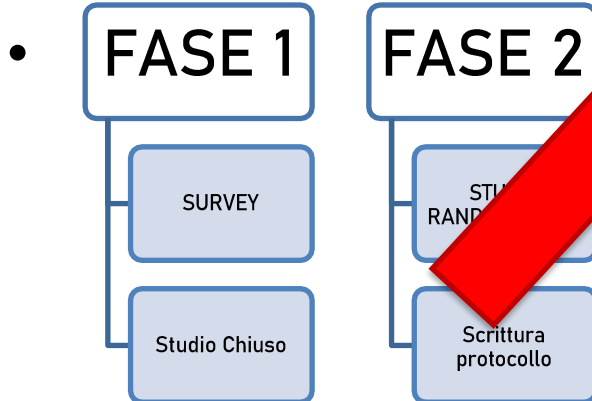 FASE 1
SURVEY
Studio Chiuso
FASE 2
Scrittura
protocollo